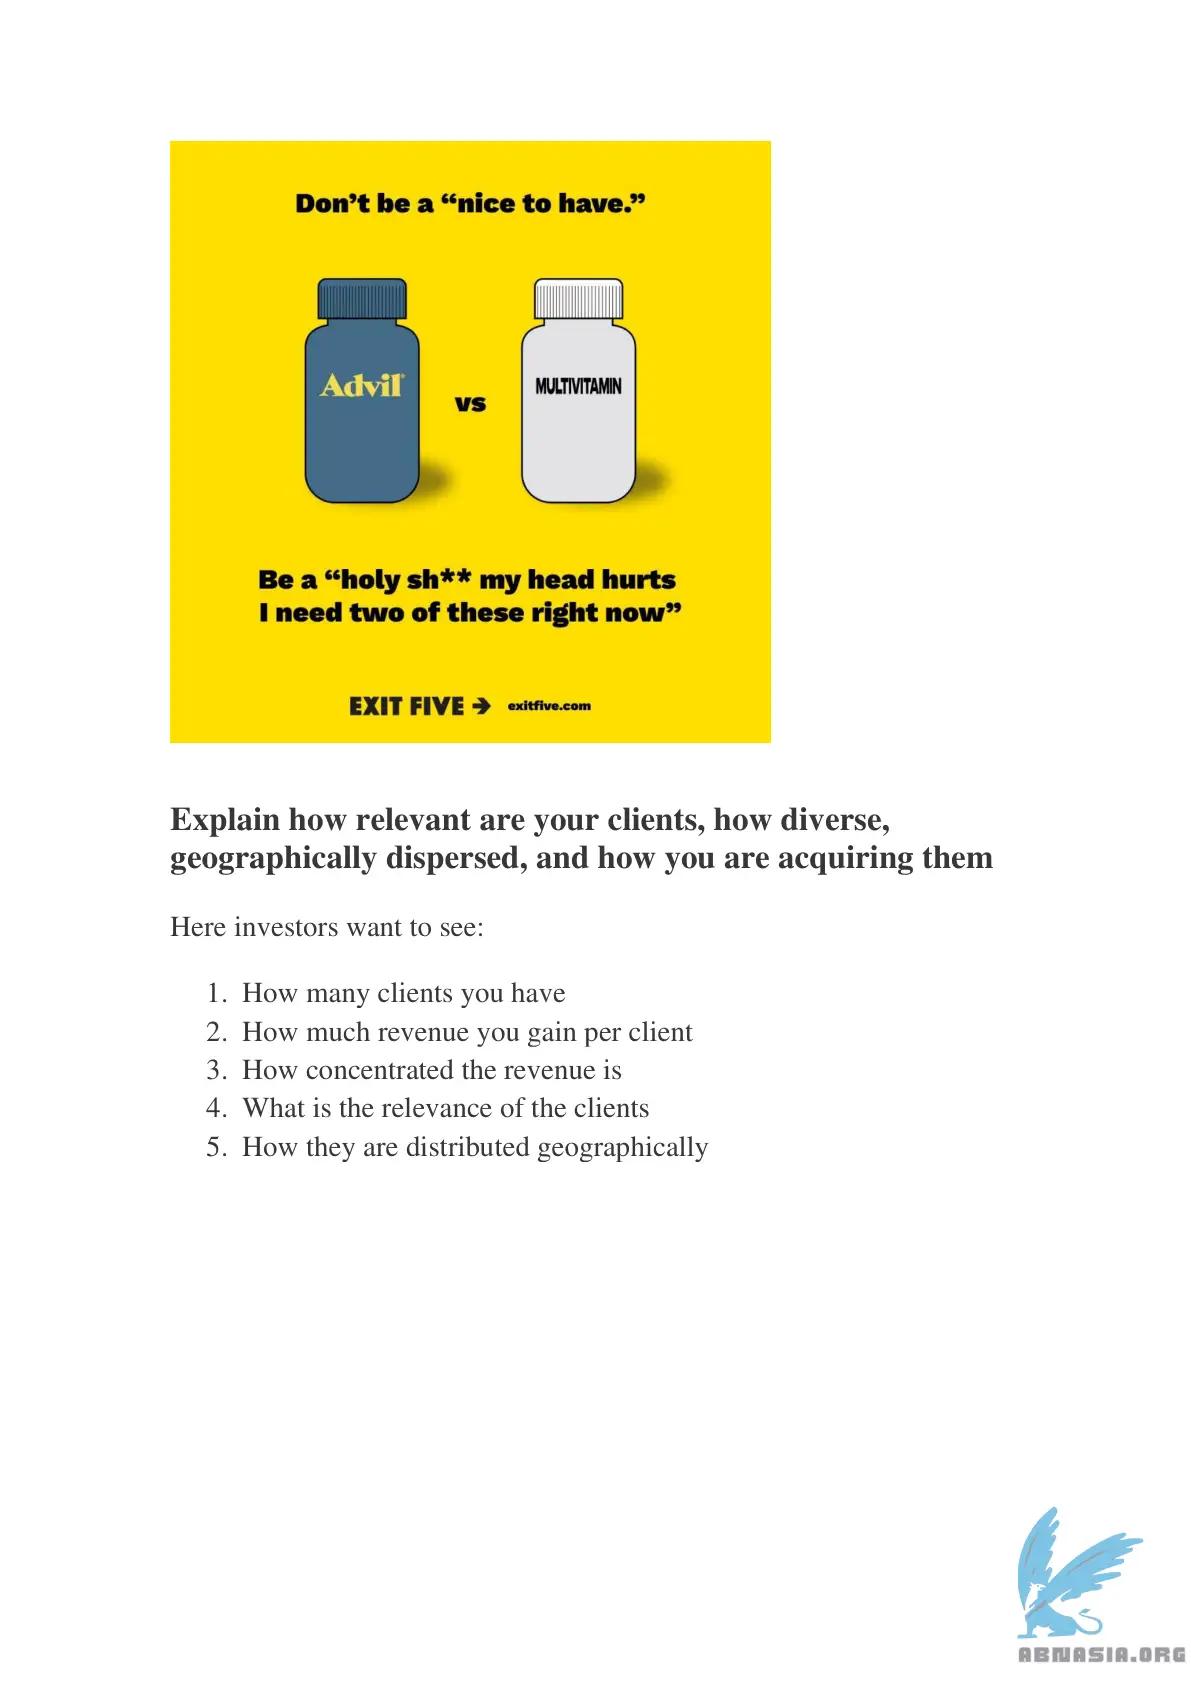 Don't be a “nice to have.”
Advil®
vs
MULTIVITAMIN
Be a “holy sh** my head hurts
I need two of these right now”
EXIT FIVE → exitfive.com
Explain how relevant are your clients, how diverse,
geographically dispersed, and how you are acquiring them
Here investors want to see:
1. How many clients you have
2. How much revenue you gain per client
3. How concentrated the revenue is
4. What is the relevance of the clients
5. How they are distributed geographically
ABNASIA.ORG